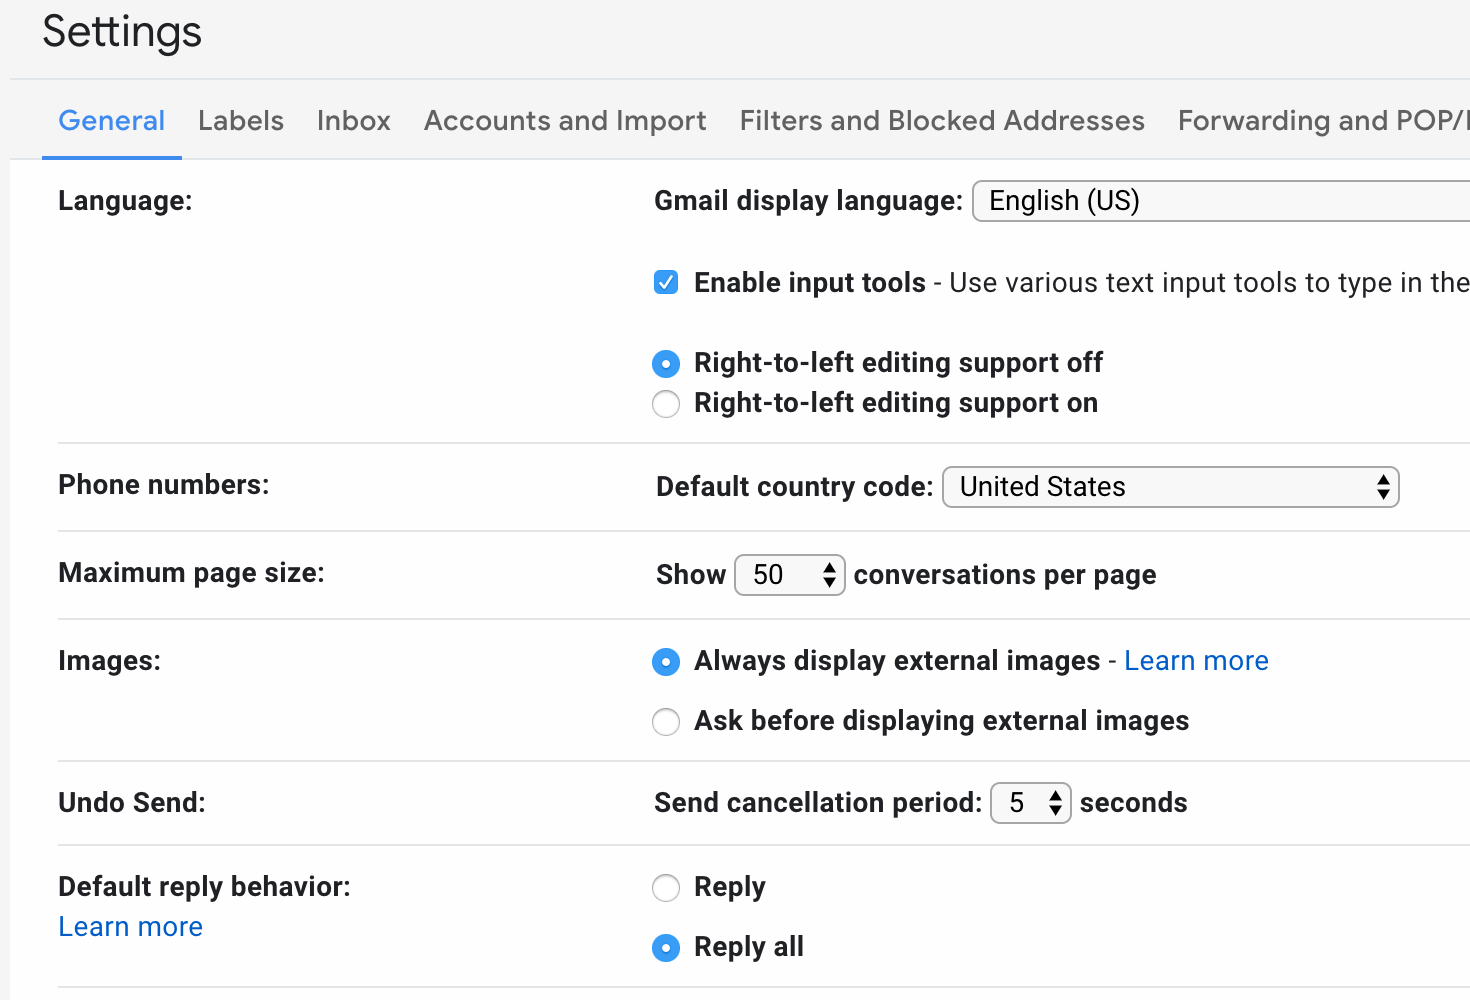 Settings
General Labels Inbox Accounts and Import Filters and Blocked Addresses Forwarding and POP/
Language: Gmail display language: English (US)
Enable input tools - Use various text input tools to type in the
Right-to-left editing support off
Right-to-left editing support on
Phone numbers: Default country code: United States
Maximum page size: Show 50 conversations per page
Images: Always display external images - Learn more
Ask before displaying external images
Undo Send: Send cancellation period: 5 seconds
Default reply behavior: Reply
Learn more
Reply all